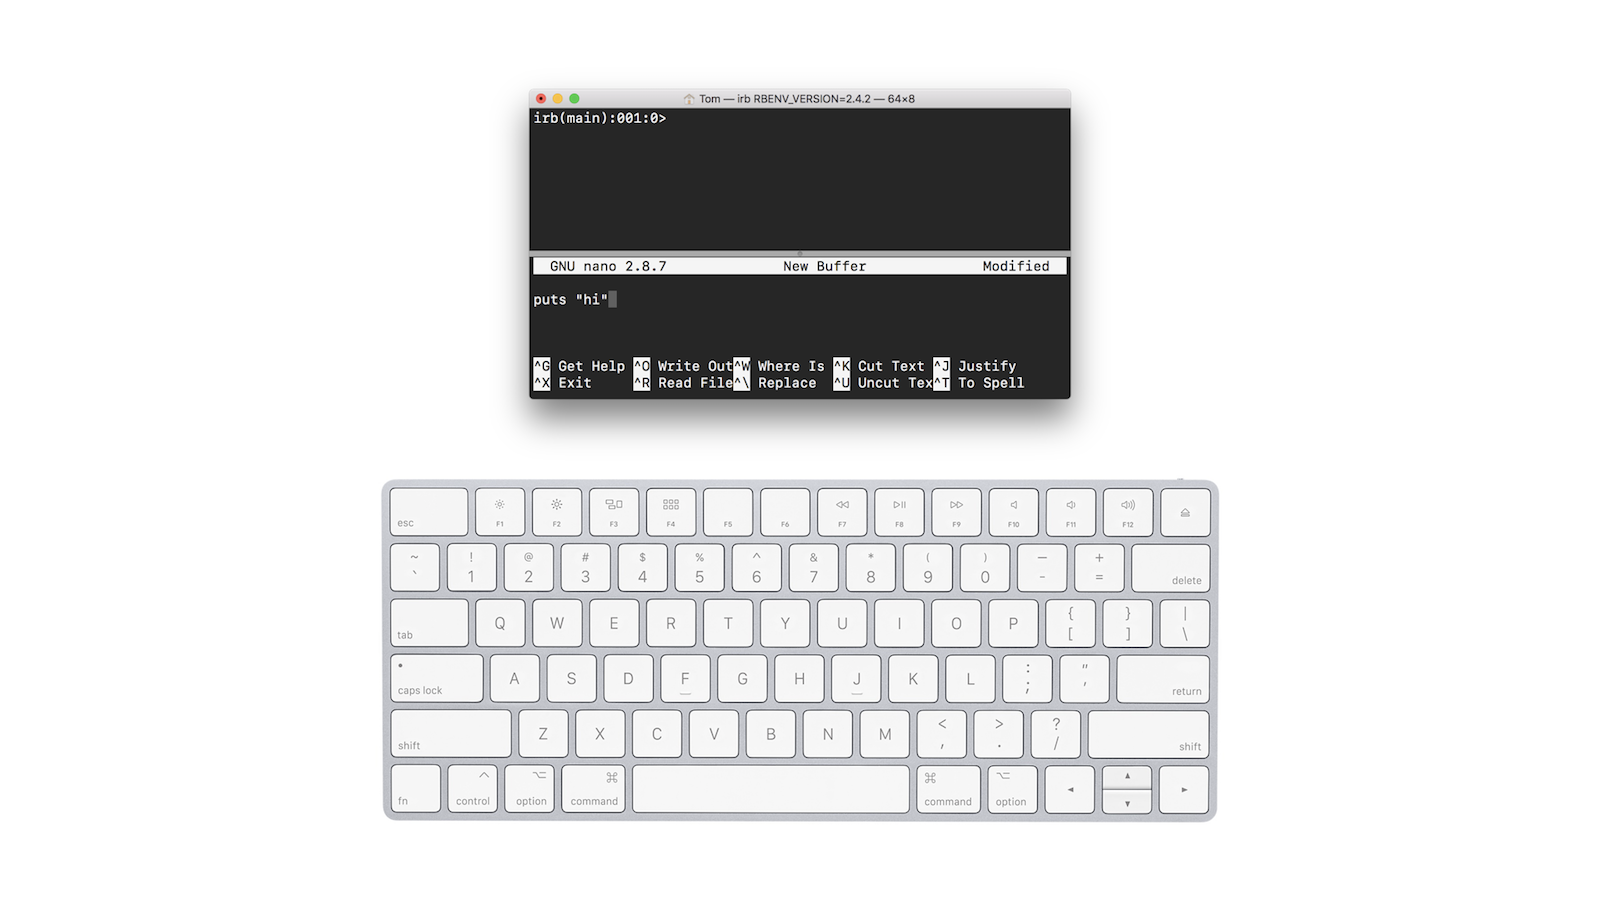 Tom — irb RBENV_VERSION=2.4.2 — 64×8
irb(main):001:0>
GNU nano 2.8.7 New Buffer Modified
puts "hi"
^G Get Help ^O Write Out^W Where Is ^K Cut Text ^J Justify
^X Exit ^R Read File^\ Replace ^U Uncut Tex^T To Spell
esc F1 F2 F3 F4 F5 F6 F7 F8 F9 F10 F11 F12
~ ! @ # $ % ^ & * ( ) — +
` 1 2 3 4 5 6 7 8 9 0 - = delete
tab Q W E R T Y U I O P { [ } ] | \
caps lock A S D F G H J K L : ; " ' return
shift Z X C V B N M < , > . ? / shift
fn ^ control ⌥ option ⌘ command ⌘ command ⌥ option ◀ ▲ ▼ ▶